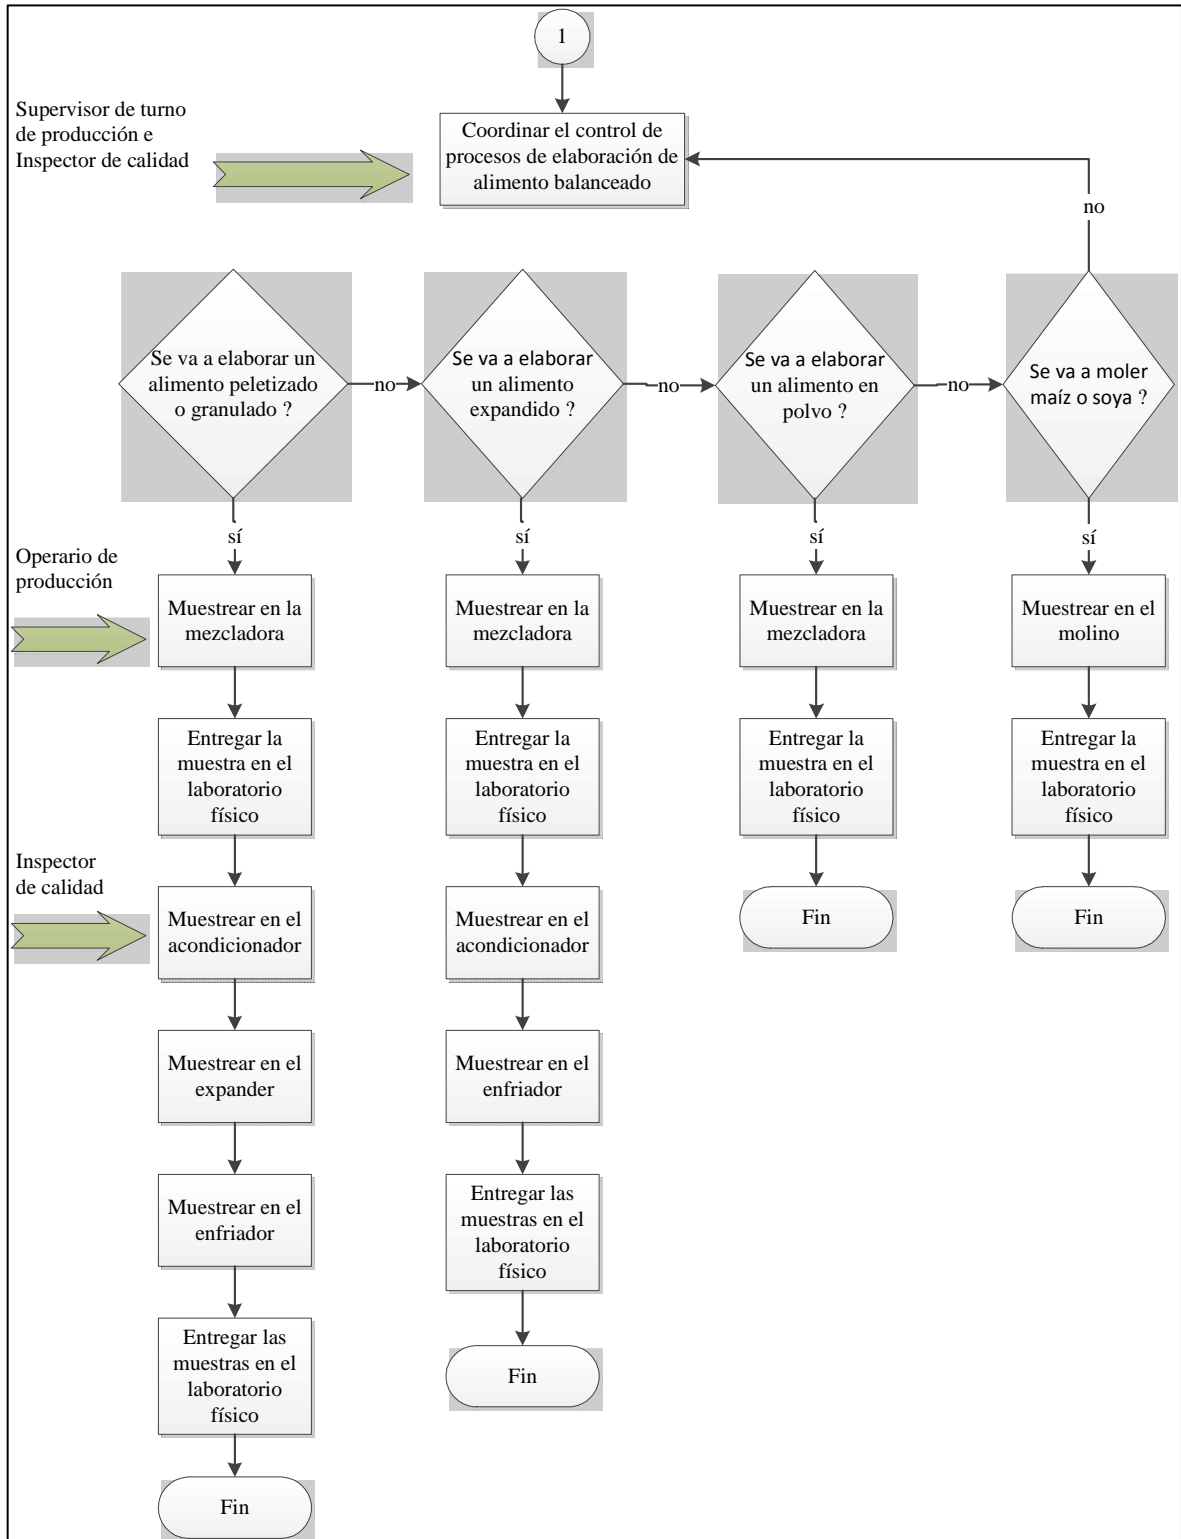 1
Supervisor de turno
de producción e
Inspector de calidad
Coordinar el control de
procesos de elaboración de
alimento balanceado
no
Se va a elaborar un
alimento peletizado
o granulado ?
no
Se va a elaborar
un alimento
expandido ?
no
Se va a elaborar
un alimento en
polvo ?
no
Se va a moler
maíz o soya ?
sí
sí
sí
sí
Operario de
producción
Muestrear en la
mezcladora
Muestrear en la
mezcladora
Muestrear en la
mezcladora
Muestrear en el
molino
Entregar la
muestra en el
laboratorio
físico
Entregar la
muestra en el
laboratorio
físico
Entregar la
muestra en el
laboratorio
físico
Entregar la
muestra en el
laboratorio
físico
Inspector
de calidad
Muestrear en el
acondicionador
Muestrear en el
acondicionador
Fin
Fin
Muestrear en el
expander
Muestrear en el
enfriador
Muestrear en el
enfriador
Entregar las
muestras en el
laboratorio
físico
Entregar las
muestras en el
laboratorio
físico
Fin
Fin